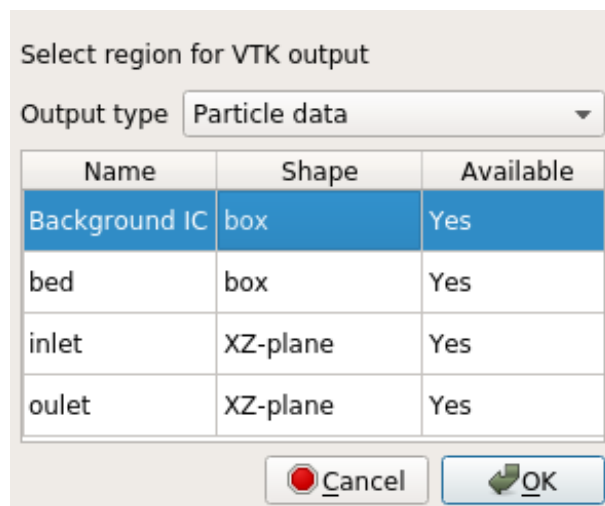 Select region for VTK output
Output type Particle data
Name Shape Available
Background IC box Yes
bed box Yes
inlet XZ-plane Yes
oulet XZ-plane Yes
Cancel OK